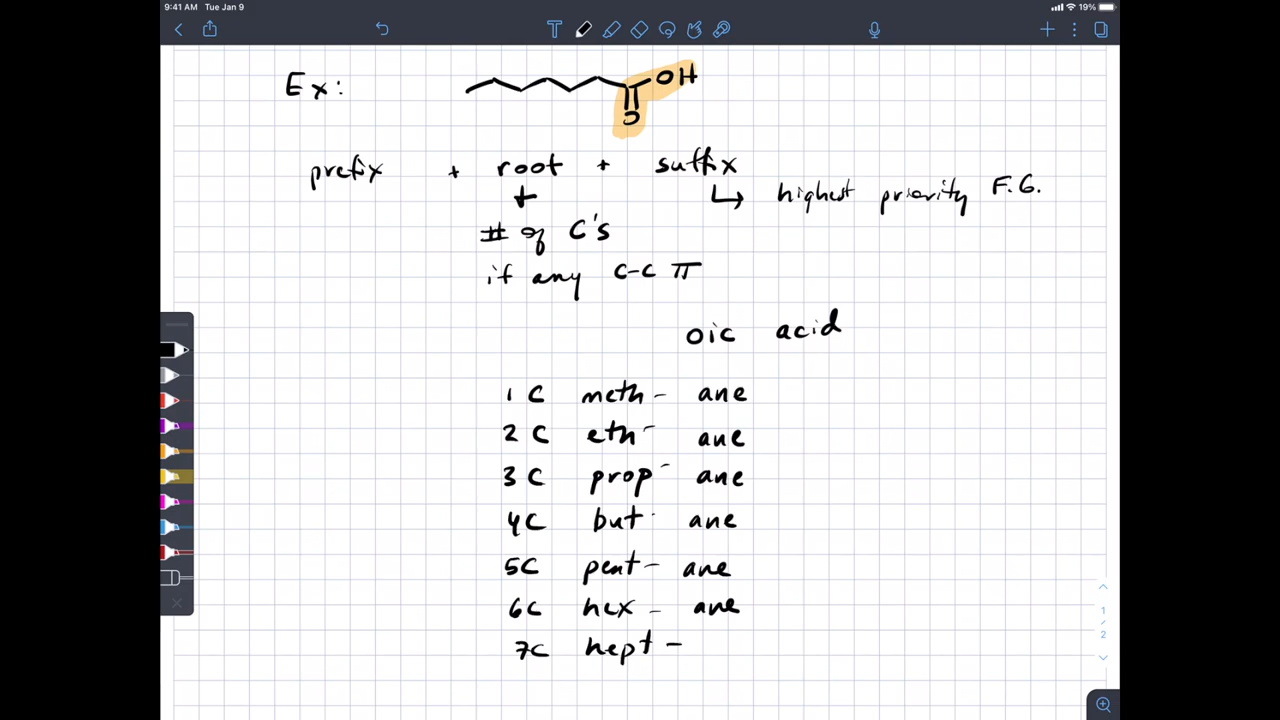 9:41 AM Tue Jan 9
19%
Ex:
OH
O
prefix + root + suffix
↳ highest priority F.G.
# of C's
if any C-C π
oic acid
1 C meth- ane
2 C eth- ane
3 C prop- ane
4C but- ane
5C pent- ane
6C hex- ane
7C hept-
1
2